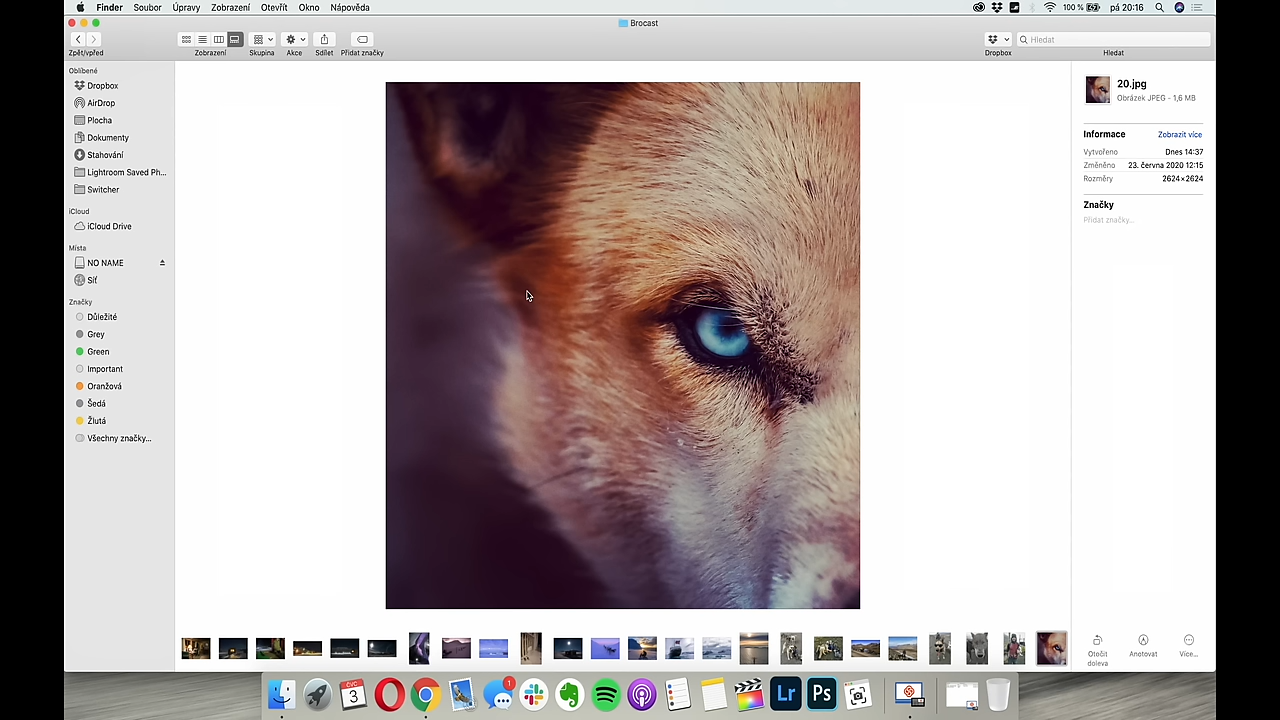 Finder Soubor Úpravy Zobrazení Otevřít Okno Nápověda 100 % pá 20:16
Brocast
Hledat
Zpět/vpřed Zobrazení Skupina Akce Sdílet Přidat značky Dropbox Hledat
Oblíbené
Dropbox
AirDrop
Plocha
Dokumenty
Stahování
Lightroom Saved Ph...
Switcher
iCloud
iCloud Drive
Místa
NO NAME
Síť
Značky
Důležité
Grey
Green
Important
Oranžová
Šedá
Žlutá
Všechny značky...
20.jpg
Obrázek JPEG - 1,6 MB
Informace Zobrazit více
Vytvořeno Dnes 14:37
Změněno 23. června 2020 12:15
Rozměry 2624×2624
Značky
Přidat značky...
Otočit doleva
Anotovat
Více...
ČVC
3
1
Lr
Ps